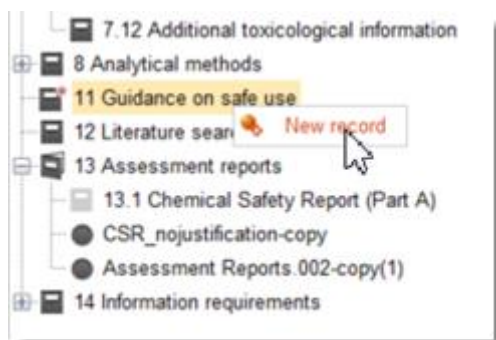 7.12 Additional toxicological information
8 Analytical methods
11 Guidance on safe use
New record
12 Literature
13 Assessment reports
13.1 Chemical Safety Report (Part A)
CSR_nojustification-copy
Assessment Reports.002-copy(1)
14 Information requirements